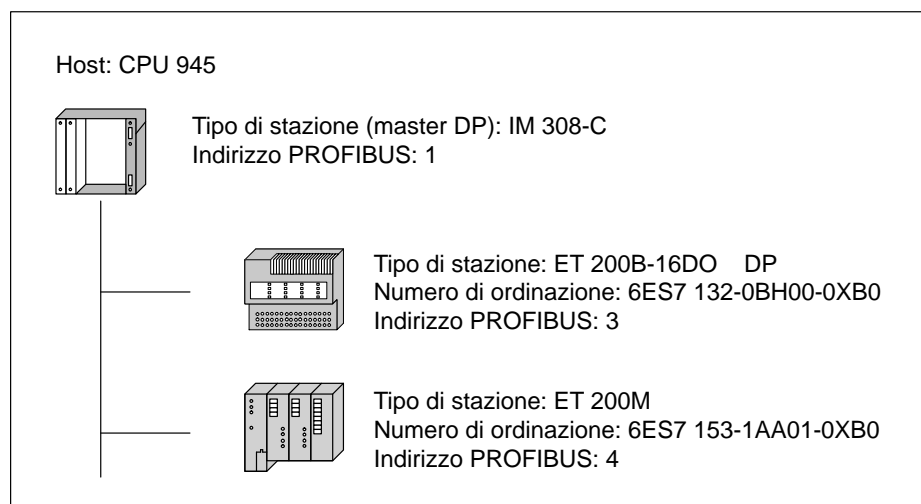 Host: CPU 945
Tipo di stazione (master DP): IM 308-C
Indirizzo PROFIBUS: 1
Tipo di stazione: ET 200B-16DO DP
Numero di ordinazione: 6ES7 132-0BH00-0XB0
Indirizzo PROFIBUS: 3
Tipo di stazione: ET 200M
Numero di ordinazione: 6ES7 153-1AA01-0XB0
Indirizzo PROFIBUS: 4